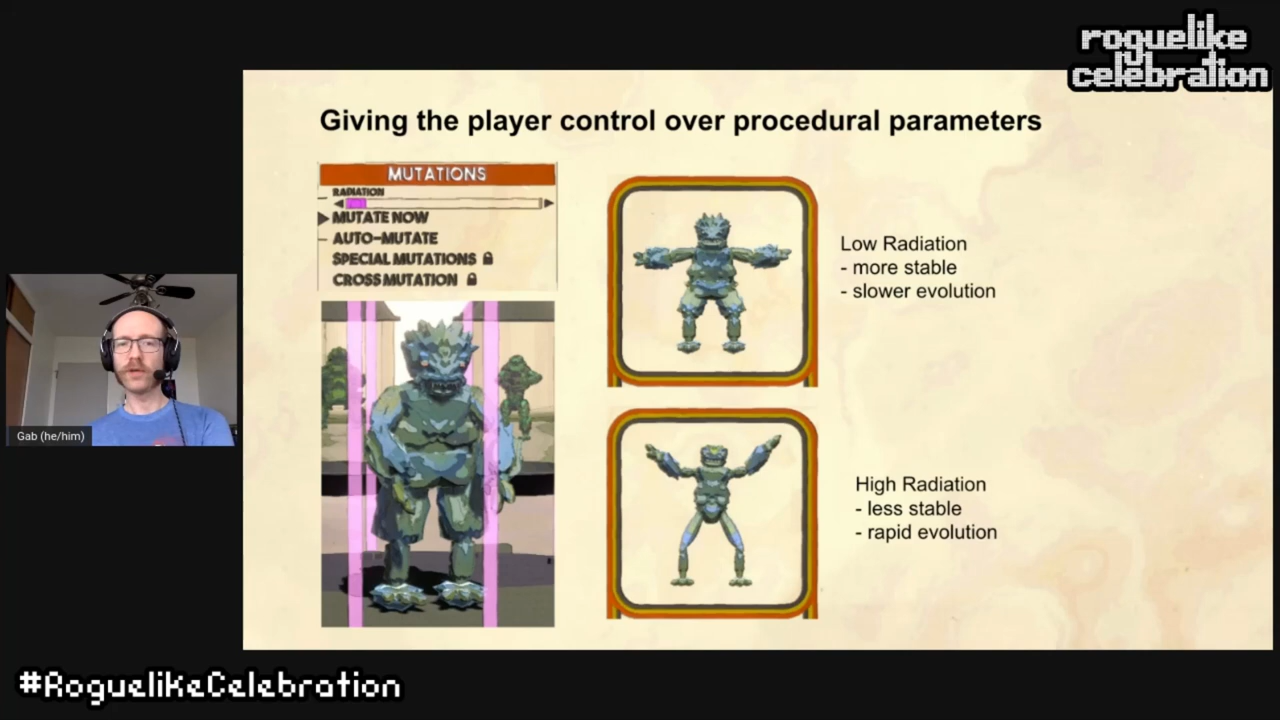 roguelike
celebration
Giving the player control over procedural parameters
MUTATIONS
RADIATION
MUTATE NOW
AUTO-MUTATE
SPECIAL MUTATIONS
CROSS MUTATION
Low Radiation
- more stable
- slower evolution
Gab (he/him)
High Radiation
- less stable
- rapid evolution
#RoguelikeCelebration